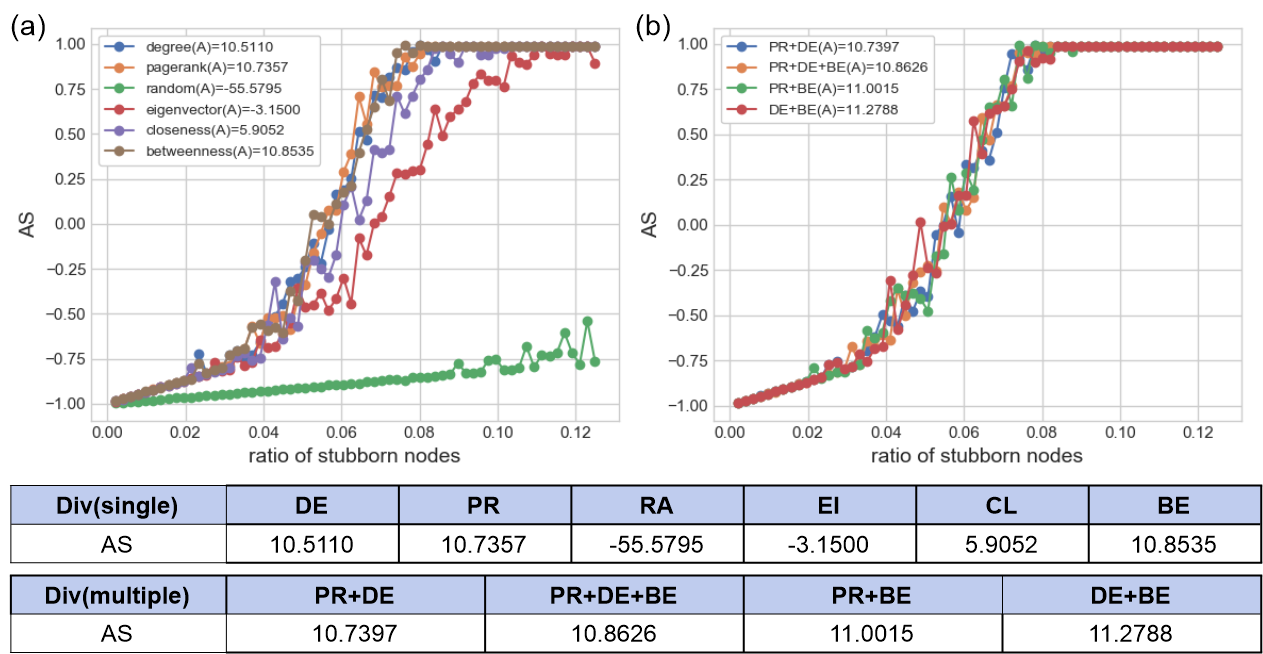 (a)
degree(A)=10.5110
pagerank(A)=10.7357
random(A)=-55.5795
eigenvector(A)=-3.1500
closeness(A)=5.9052
betweenness(A)=10.8535
1.00
0.75
0.50
0.25
0.00
−0.25
−0.50
−0.75
−1.00
AS
0.00 0.02 0.04 0.06 0.08 0.10 0.12
ratio of stubborn nodes
(b)
PR+DE(A)=10.7397
PR+DE+BE(A)=10.8626
PR+BE(A)=11.0015
DE+BE(A)=11.2788
1.00
0.75
0.50
0.25
0.00
−0.25
−0.50
−0.75
−1.00
AS
0.00 0.02 0.04 0.06 0.08 0.10 0.12
ratio of stubborn nodes
Div(single) DE PR RA EI CL BE
AS 10.5110 10.7357 -55.5795 -3.1500 5.9052 10.8535
Div(multiple) PR+DE PR+DE+BE PR+BE DE+BE
AS 10.7397 10.8626 11.0015 11.2788